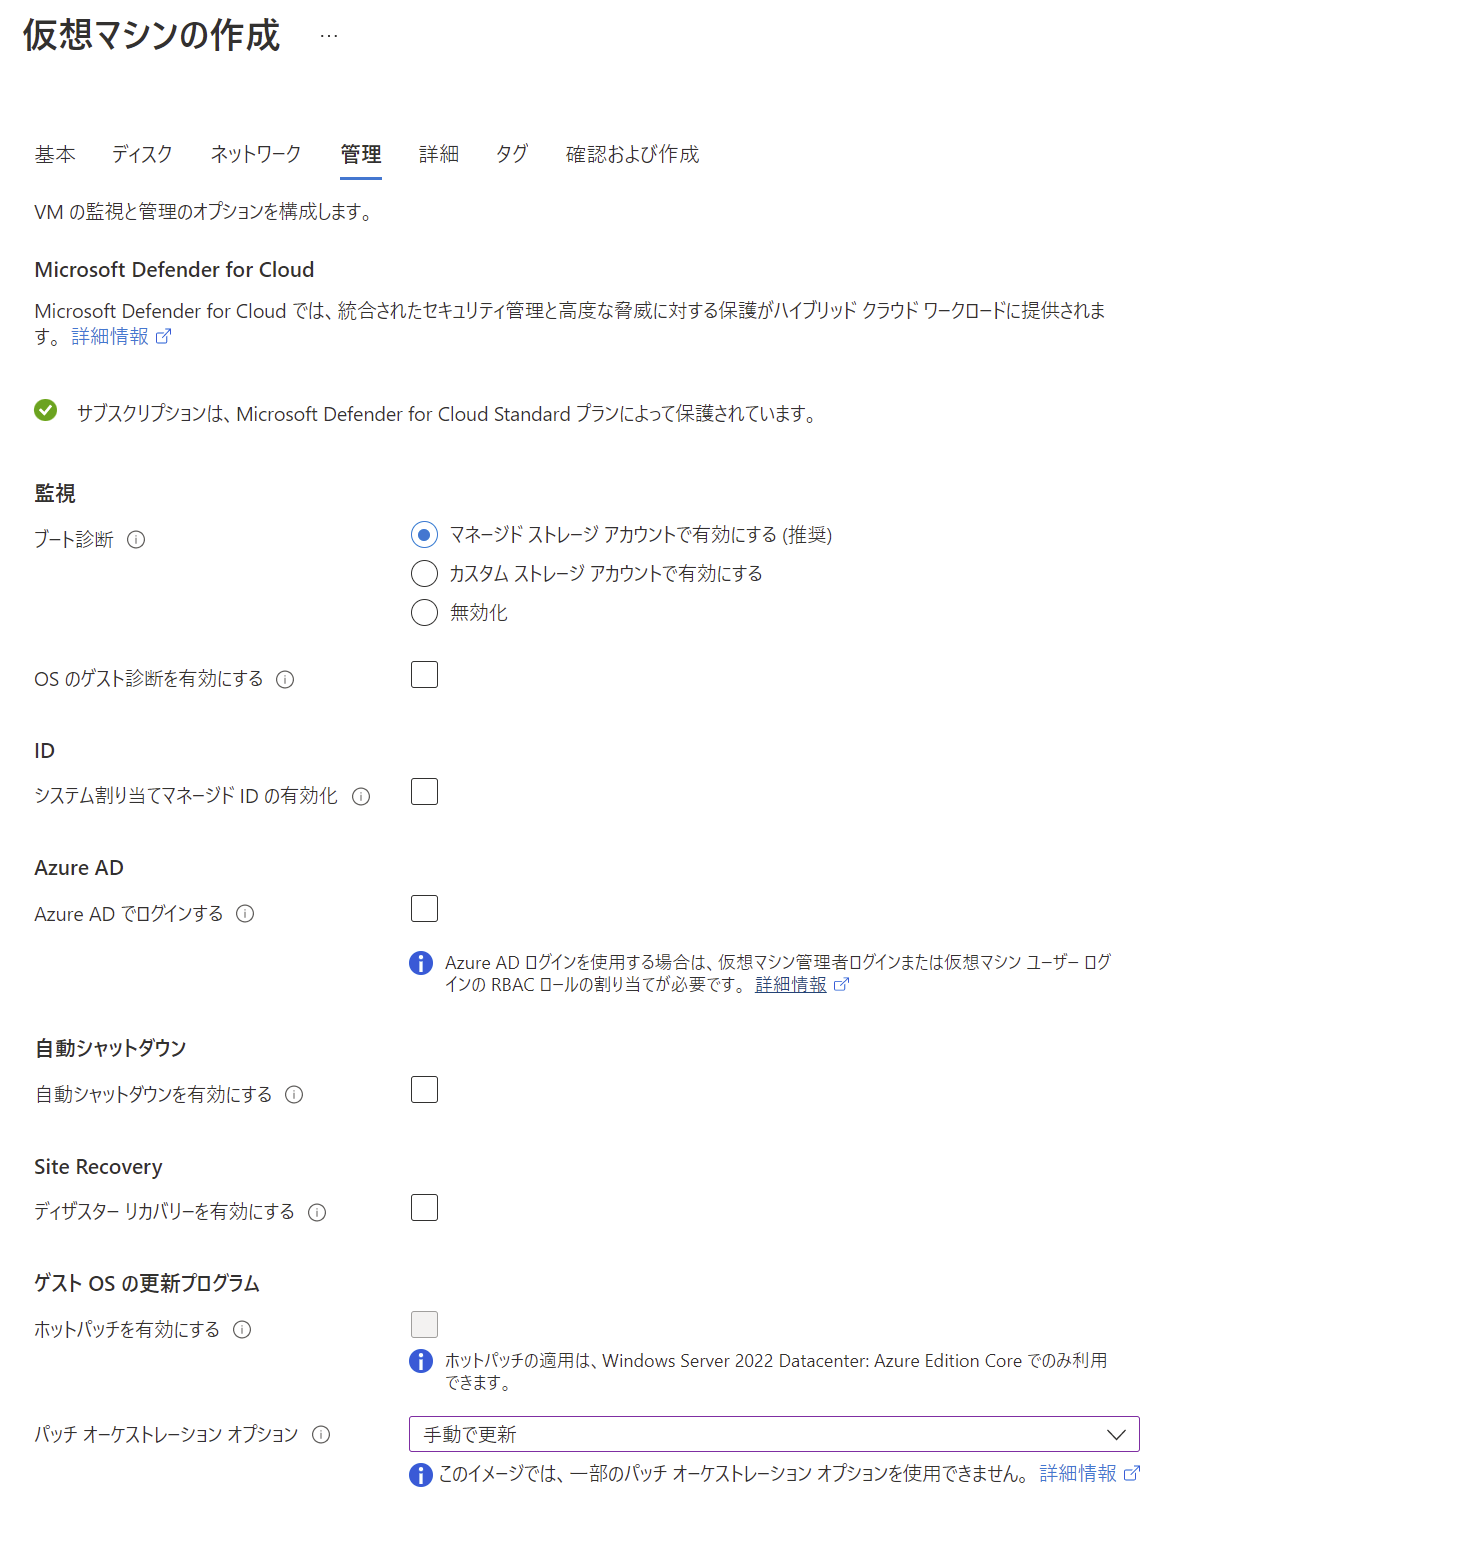 仮想マシンの作成 …
基本 ディスク ネットワーク 管理 詳細 タグ 確認および作成
VM の監視と管理のオプションを構成します。
Microsoft Defender for Cloud
Microsoft Defender for Cloud では、統合されたセキュリティ管理と高度な脅威に対する保護がハイブリッド クラウド ワークロードに提供されま
す。 詳細情報
サブスクリプションは、Microsoft Defender for Cloud Standard プランによって保護されています。
監視
ブート診断
マネージド ストレージ アカウントで有効にする (推奨)
カスタム ストレージ アカウントで有効にする
無効化
OS のゲスト診断を有効にする
ID
システム割り当てマネージド ID の有効化
Azure AD
Azure AD でログインする
Azure AD ログインを使用する場合は、仮想マシン管理者ログインまたは仮想マシン ユーザー ログ
インの RBAC ロールの割り当てが必要です。 詳細情報
自動シャットダウン
自動シャットダウンを有効にする
Site Recovery
ディザスター リカバリーを有効にする
ゲスト OS の更新プログラム
ホットパッチを有効にする
ホットパッチの適用は、Windows Server 2022 Datacenter: Azure Edition Core でのみ利用
できます。
パッチ オーケストレーション オプション
手動で更新
このイメージでは、一部のパッチ オーケストレーション オプションを使用できません。 詳細情報